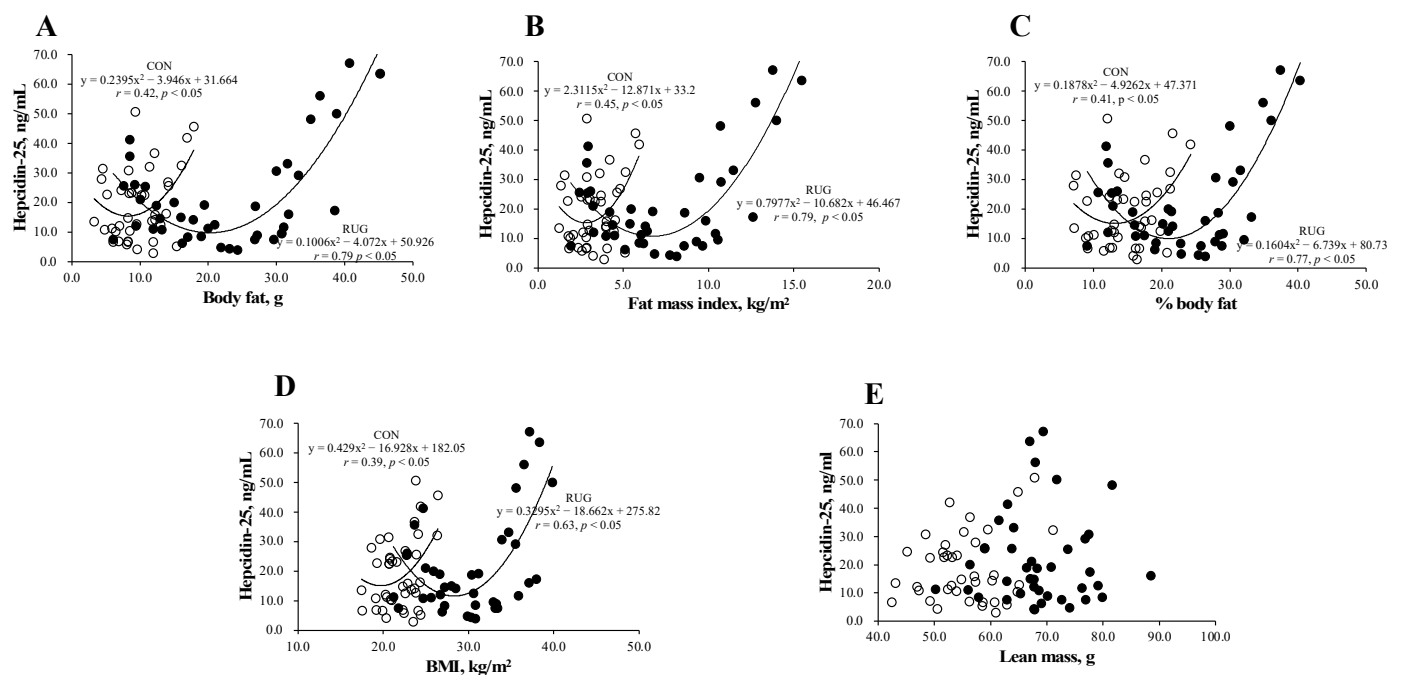 A
Hepcidin-25, ng/mL
70.0
60.0
50.0
40.0
30.0
20.0
10.0
0.0
CON
y = 0.2395x² − 3.946x + 31.664
r = 0.42, p < 0.05
RUG
y = 0.1006x² − 4.072x + 50.926
r = 0.79 p < 0.05
0.0 10.0 20.0 30.0 40.0 50.0
Body fat, g
B
Hepcidin-25, ng/mL
70.0
60.0
50.0
40.0
30.0
20.0
10.0
0.0
CON
y = 2.3115x² − 12.871x + 33.2
r = 0.45, p < 0.05
RUG
y = 0.7977x² − 10.682x + 46.467
r = 0.79, p < 0.05
0.0 5.0 10.0 15.0 20.0
Fat mass index, kg/m²
C
Hepcidin-25, ng/mL
70.0
60.0
50.0
40.0
30.0
20.0
10.0
0.0
CON
y = 0.1878x² − 4.9262x + 47.371
r = 0.41, p < 0.05
RUG
y = 0.1604x² − 6.739x + 80.73
r = 0.77, p < 0.05
0.0 10.0 20.0 30.0 40.0 50.0
% body fat
D
Hepcidin-25, ng/mL
70.0
60.0
50.0
40.0
30.0
20.0
10.0
0.0
CON
y = 0.429x² − 16.928x + 182.05
r = 0.39, p < 0.05
RUG
y = 0.3295x² − 18.662x + 275.82
r = 0.63, p < 0.05
10.0 20.0 30.0 40.0 50.0
BMI, kg/m²
E
Hepcidin-25, ng/ml
70.0
60.0
50.0
40.0
30.0
20.0
10.0
0.0
40.0 50.0 60.0 70.0 80.0 90.0 100.0
Lean mass, g